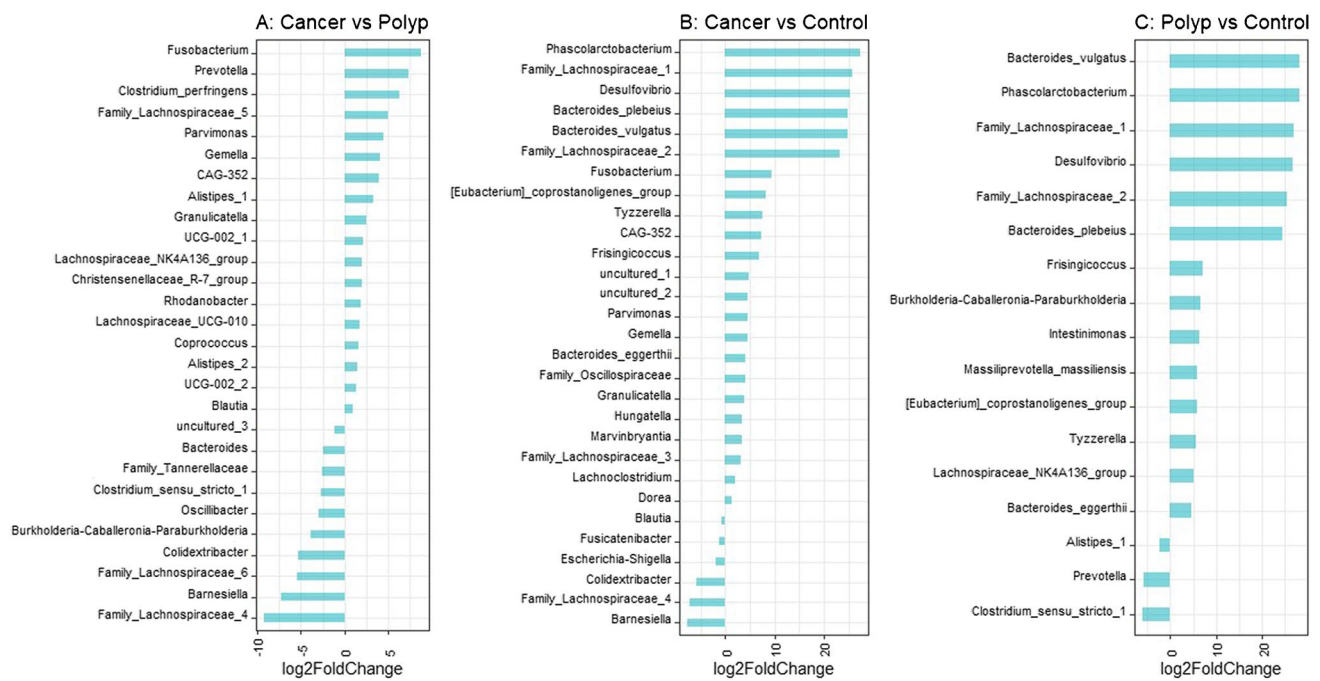 A: Cancer vs Polyp
Fusobacterium
Prevotella
Clostridium_perfringens
Family_Lachnospiraceae_5
Parvimonas
Gemella
CAG-352
Alistipes_1
Granulicatella
UCG-002_1
Lachnospiraceae_NK4A136_group
Christensenellaceae_R-7_group
Rhodanobacter
Lachnospiraceae_UCG-010
Coprococcus
Alistipes_2
UCG-002_2
Blautia
uncultured_3
Bacteroides
Family_Tannerellaceae
Clostridium_sensu_stricto_1
Oscillibacter
Burkholderia-Caballeronia-Paraburkholderia
Colidextribacter
Family_Lachnospiraceae_6
Barnesiella
Family_Lachnospiraceae_4
-10 -5 0 5
log2FoldChange
B: Cancer vs Control
Phascolarctobacterium
Family_Lachnospiraceae_1
Desulfovibrio
Bacteroides_plebeius
Bacteroides_vulgatus
Family_Lachnospiraceae_2
Fusobacterium
[Eubacterium]_coprostanoligenes_group
Tyzzerella
CAG-352
Frisingicoccus
uncultured_1
uncultured_2
Parvimonas
Gemella
Bacteroides_eggerthii
Family_Oscillospiraceae
Granulicatella
Hungatella
Marvinbryantia
Family_Lachnospiraceae_3
Lachnoclostridium
Dorea
Blautia
Fusicatenibacter
Escherichia-Shigella
Colidextribacter
Family_Lachnospiraceae_4
Barnesiella
0 10 20
log2FoldChange
C: Polyp vs Control
Bacteroides_vulgatus
Phascolarctobacterium
Family_Lachnospiraceae_1
Desulfovibrio
Family_Lachnospiraceae_2
Bacteroides_plebeius
Frisingicoccus
Burkholderia-Caballeronia-Paraburkholderia
Intestinimonas
Massiliprevotella_massiliensis
[Eubacterium]_coprostanoligenes_group
Tyzzerella
Lachnospiraceae_NK4A136_group
Bacteroides_eggerthii
Alistipes_1
Prevotella
Clostridium_sensu_stricto_1
0 10 20
log2FoldChange